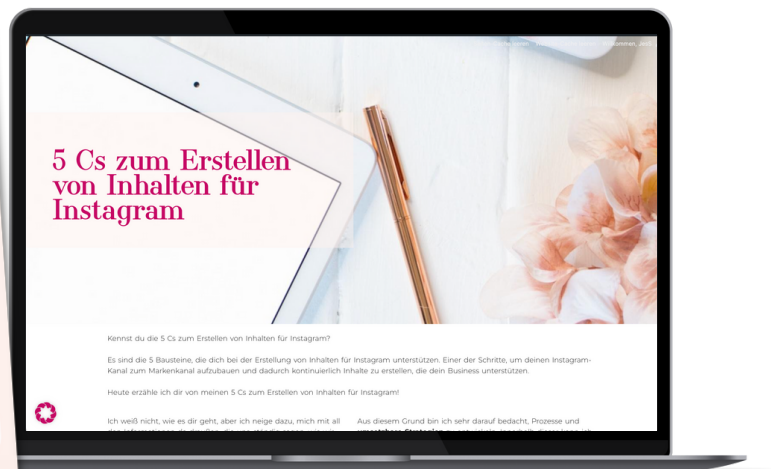 5 Cs zum Erstellen
von Inhalten für
Instagram
Kennst du die 5 Cs zum Erstellen von Inhalten für Instagram?
Es sind die 5 Bausteine, die dich bei der Erstellung von Inhalten für Instagram unterstützen. Einer der Schritte, um deinen Instagram-
Kanal zum Markenkanal aufzubauen und dadurch kontinuierlich Inhalte zu erstellen, die dein Business unterstützen.
Heute erzähle ich dir von meinen 5 Cs zum Erstellen von Inhalten für Instagram!
Ich weiß nicht, wie es dir geht, aber ich neige dazu, mich mit all
Aus diesem Grund bin ich sehr darauf bedacht, Prozesse und